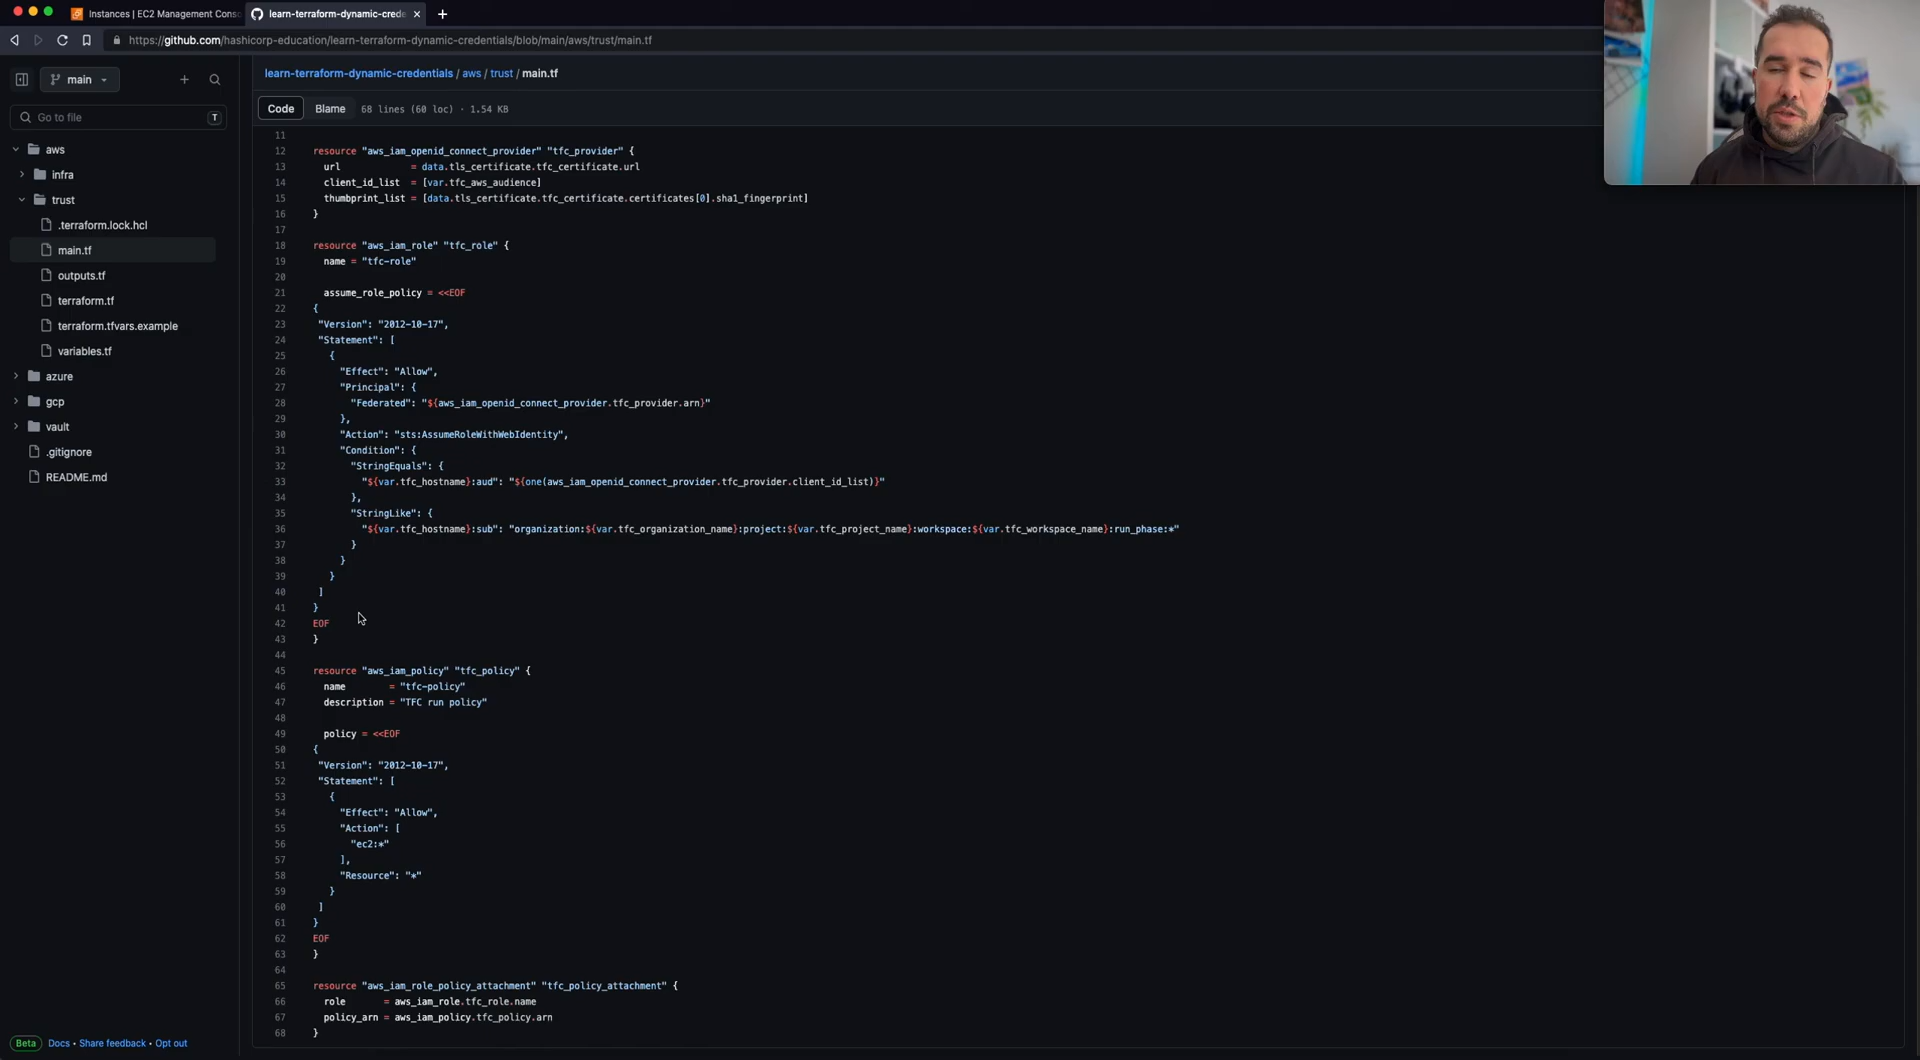 Instances | EC2 Management Conso
learn-terraform-dynamic-crede
https://github.com/hashicorp-education/learn-terraform-dynamic-credentials/blob/main/aws/trust/main.tf
main
Go to file
T
aws
infra
trust
.terraform.lock.hcl
main.tf
outputs.tf
terraform.tf
terraform.tfvars.example
variables.tf
azure
gcp
vault
.gitignore
README.md
Beta Docs • Share feedback • Opt out
learn-terraform-dynamic-credentials / aws / trust / main.tf
Code Blame 68 lines (60 loc) · 1.54 KB
11
12 resource "aws_iam_openid_connect_provider" "tfc_provider" {
13 url = data.tls_certificate.tfc_certificate.url
14 client_id_list = [var.tfc_aws_audience]
15 thumbprint_list = [data.tls_certificate.tfc_certificate.certificates[0].sha1_fingerprint]
16 }
17
18 resource "aws_iam_role" "tfc_role" {
19 name = "tfc-role"
20
21 assume_role_policy = <<EOF
22 {
23 "Version": "2012-10-17",
24 "Statement": [
25 {
26 "Effect": "Allow",
27 "Principal": {
28 "Federated": "${aws_iam_openid_connect_provider.tfc_provider.arn}"
29 },
30 "Action": "sts:AssumeRoleWithWebIdentity",
31 "Condition": {
32 "StringEquals": {
33 "${var.tfc_hostname}:aud": "${one(aws_iam_openid_connect_provider.tfc_provider.client_id_list)}"
34 },
35 "StringLike": {
36 "${var.tfc_hostname}:sub": "organization:${var.tfc_organization_name}:project:${var.tfc_project_name}:workspace:${var.tfc_workspace_name}:run_phase:*"
37 }
38 }
39 }
40 ]
41 }
42 EOF
43 }
44
45 resource "aws_iam_policy" "tfc_policy" {
46 name = "tfc-policy"
47 description = "TFC run policy"
48
49 policy = <<EOF
50 {
51 "Version": "2012-10-17",
52 "Statement": [
53 {
54 "Effect": "Allow",
55 "Action": [
56 "ec2:*"
57 ],
58 "Resource": "*"
59 }
60 ]
61 }
62 EOF
63 }
64
65 resource "aws_iam_role_policy_attachment" "tfc_policy_attachment" {
66 role = aws_iam_role.tfc_role.name
67 policy_arn = aws_iam_policy.tfc_policy.arn
68 }